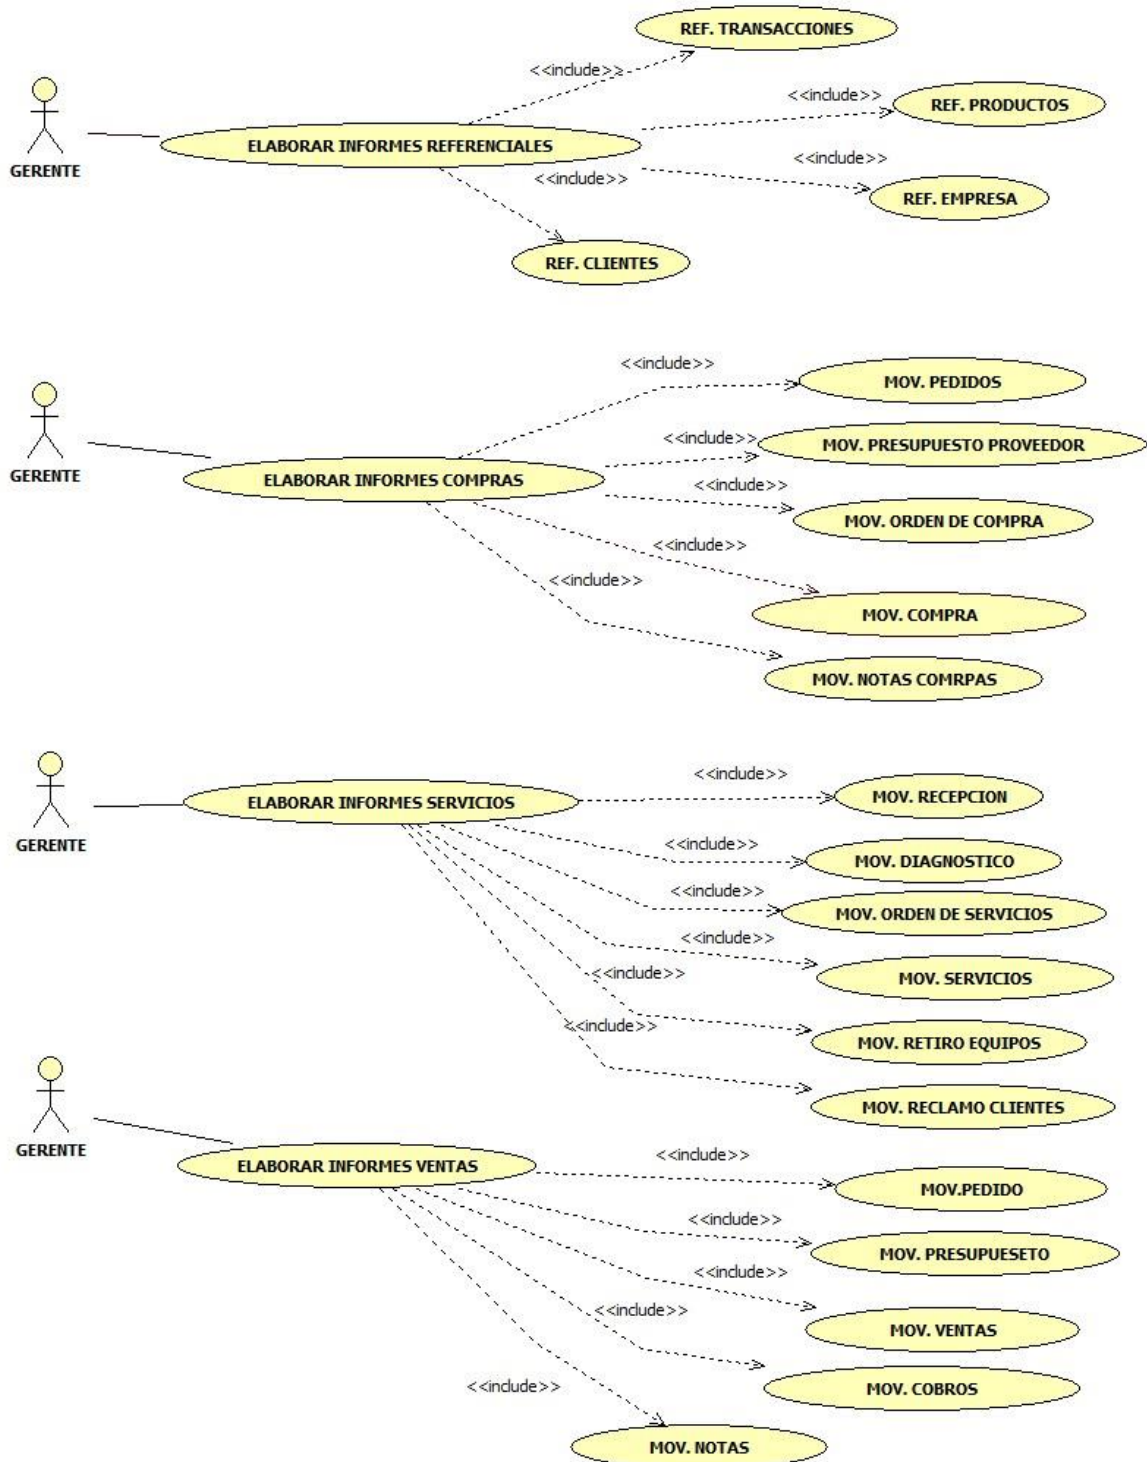 REF. TRANSACCIONES
<<include>>
<<include>>
REF. PRODUCTOS
GERENTE
ELABORAR INFORMES REFERENCIALES
<<include>>
<<include>>
REF. EMPRESA
REF. CLIENTES
<<include>>
MOV. PEDIDOS
GERENTE
<<include>>
MOV. PRESUPUESTO PROVEEDOR
ELABORAR INFORMES COMPRAS
<<include>>
MOV. ORDEN DE COMPRA
<<include>>
<<include>>
MOV. COMPRA
MOV. NOTAS COMRPAS
<<include>>
GERENTE
ELABORAR INFORMES SERVICIOS
MOV. RECEPCION
<<include>>
MOV. DIAGNOSTICO
<<include>>
MOV. ORDEN DE SERVICIOS
<<include>>
<<include>>
MOV. SERVICIOS
<<include>>
MOV. RETIRO EQUIPOS
MOV. RECLAMO CLIENTES
GERENTE
<<include>>
ELABORAR INFORMES VENTAS
MOV.PEDIDO
<<include>>
MOV. PRESUPUESETO
<<include>>
<<include>>
MOV. VENTAS
<<include>>
MOV. COBROS
MOV. NOTAS